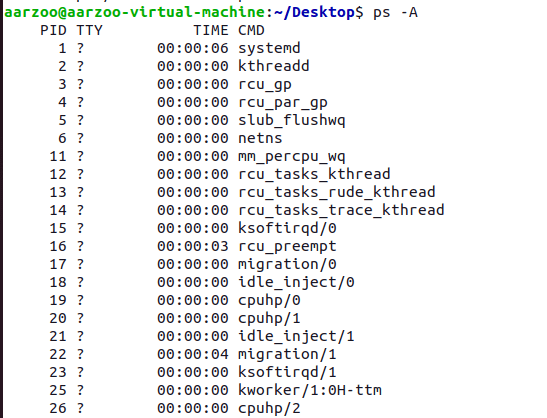 aarzoo@aarzoo-virtual-machine:~/Desktop$ ps -A
    PID TTY          TIME CMD
      1 ?        00:00:06 systemd
      2 ?        00:00:00 kthreadd
      3 ?        00:00:00 rcu_gp
      4 ?        00:00:00 rcu_par_gp
      5 ?        00:00:00 slub_flushwq
      6 ?        00:00:00 netns
     11 ?        00:00:00 mm_percpu_wq
     12 ?        00:00:00 rcu_tasks_kthread
     13 ?        00:00:00 rcu_tasks_rude_kthread
     14 ?        00:00:00 rcu_tasks_trace_kthread
     15 ?        00:00:00 ksoftirqd/0
     16 ?        00:00:03 rcu_preempt
     17 ?        00:00:00 migration/0
     18 ?        00:00:00 idle_inject/0
     19 ?        00:00:00 cpuhp/0
     20 ?        00:00:00 cpuhp/1
     21 ?        00:00:00 idle_inject/1
     22 ?        00:00:04 migration/1
     23 ?        00:00:00 ksoftirqd/1
     25 ?        00:00:00 kworker/1:0H-ttm
     26 ?        00:00:00 cpuhp/2